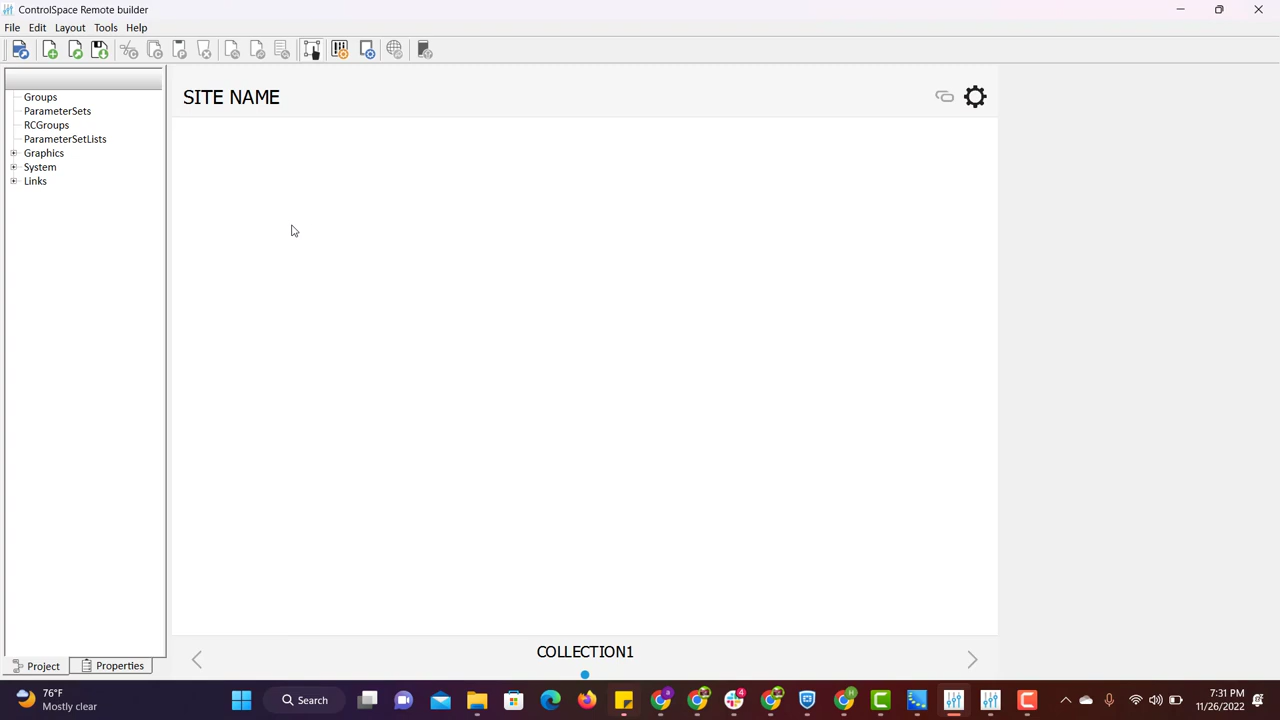 ControlSpace Remote builder
File Edit Layout Tools Help
SITE NAME
Groups
ParameterSets
RCGroups
ParameterSetLists
Graphics
System
Links
COLLECTION1
Project Properties
76°F
Mostly clear
Search
4
7:31 PM
11/26/2022